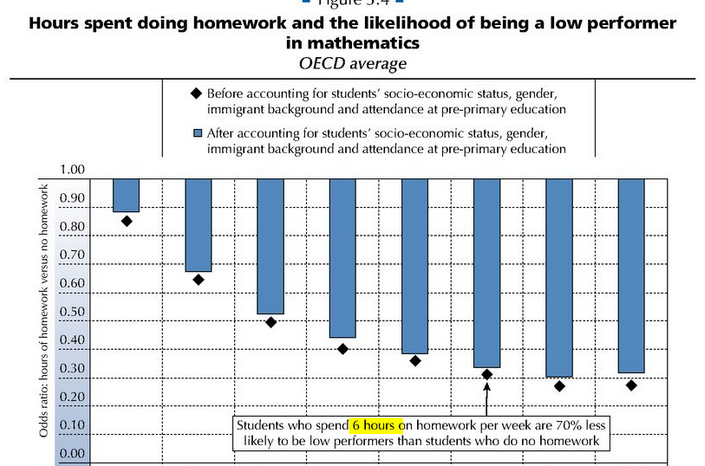 Figure 3.4
Hours spent doing homework and the likelihood of being a low performer
in mathematics
OECD average
Before accounting for students' socio-economic status, gender,
immigrant background and attendance at pre-primary education
After accounting for students' socio-economic status, gender,
immigrant background and attendance at pre-primary education
Odds ratio: hours of homework versus no homework
1.00
0.90
0.80
0.70
0.60
0.50
0.40
0.30
0.20
0.10
0.00
Students who spend 6 hours on homework per week are 70% less
likely to be low performers than students who do no homework